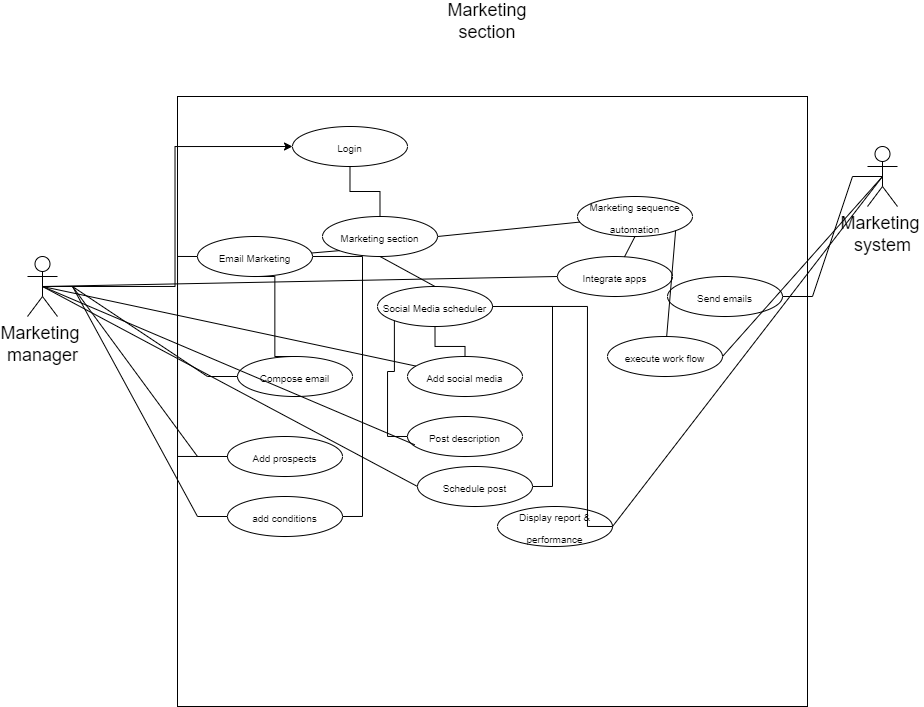 Marketing
section
Login
Marketing sequence
automation
Marketing section
Email Marketing
Marketing
system
Integrate apps
Send emails
Social Media scheduler
Marketing
manager
execute work flow
Compose email
Add social media
Post description
Add prospects
Schedule post
add conditions
Display report &
performance